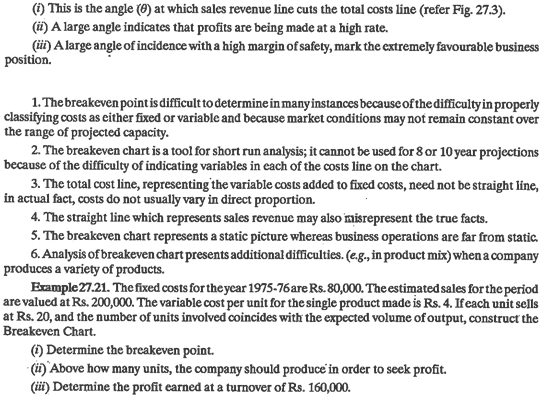 (i) This is the angle (θ) at which sales revenue line cuts the total costs line (refer Fig. 27.3).
(ii) A large angle indicates that profits are being made at a high rate.
(iii) A large angle of incidence with a high margin of safety, mark the extremely favourable business
position.
1. The breakeven point is difficult to determine in many instances because of the difficulty in properly
classifying costs as either fixed or variable and because market conditions may not remain constant over
the range of projected capacity.
2. The breakeven chart is a tool for short run analysis; it cannot be used for 8 or 10 year projections
because of the difficulty of indicating variables in each of the costs line on the chart.
3. The total cost line, representing the variable costs added to fixed costs, need not be straight line,
in actual fact, costs do not usually vary in direct proportion.
4. The straight line which represents sales revenue may also misrepresent the true facts.
5. The breakeven chart represents a static picture whereas business operations are far from static.
6. Analysis of breakeven chart presents additional difficulties. (e.g., in product mix) when a company
produces a variety of products.
Example 27.21. The fixed costs for the year 1975-76 are Rs. 80,000. The estimated sales for the period
are valued at Rs. 200,000. The variable cost per unit for the single product made is Rs. 4. If each unit sells
at Rs. 20, and the number of units involved coincides with the expected volume of output, construct the
Breakeven Chart.
(i) Determine the breakeven point.
(ii) Above how many units, the company should produce in order to seek profit.
(iii) Determine the profit earned at a turnover of Rs. 160,000.